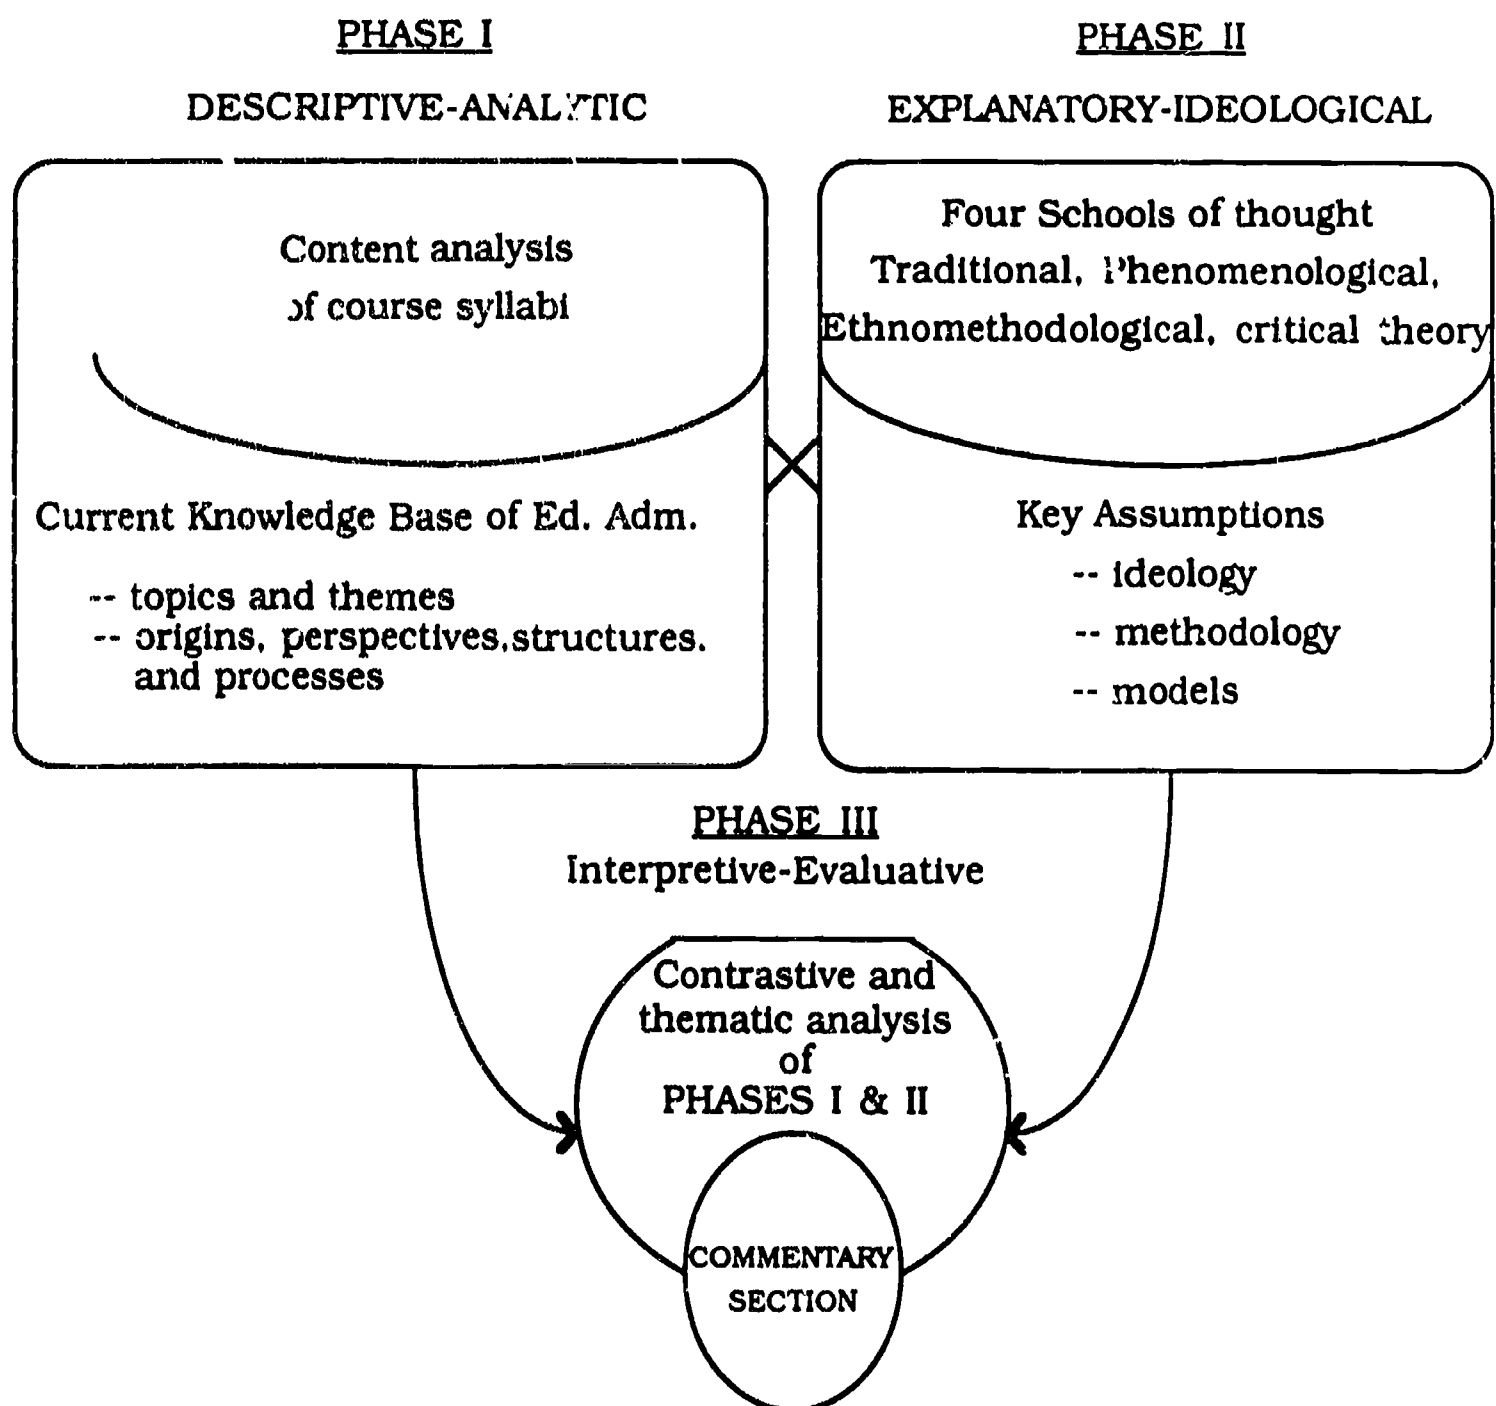 PHASE I
DESCRIPTIVE-ANALYTIC
Content analysis
of course syllabi
Current Knowledge Base of Ed. Adm.
-- topics and themes
-- origins, perspectives, structures.
and processes
PHASE II
EXPLANATORY-IDEOLOGICAL
Four Schools of thought
Traditional, Phenomenological,
Ethnomethodological, critical theory
Key Assumptions
-- ideology
-- methodology
-- models
PHASE III
Interpretive-Evaluative
Contrastive and
thematic analysis
of
PHASES I & II
COMMENTARY
SECTION